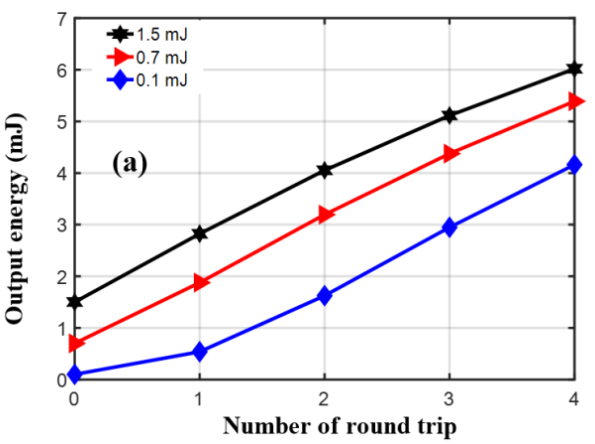 7
6
5
4
3
2
1
0
0 1 2 3 4
1.5 mJ
0.7 mJ
0.1 mJ
(a)
Output energy (mJ)
Number of round trip